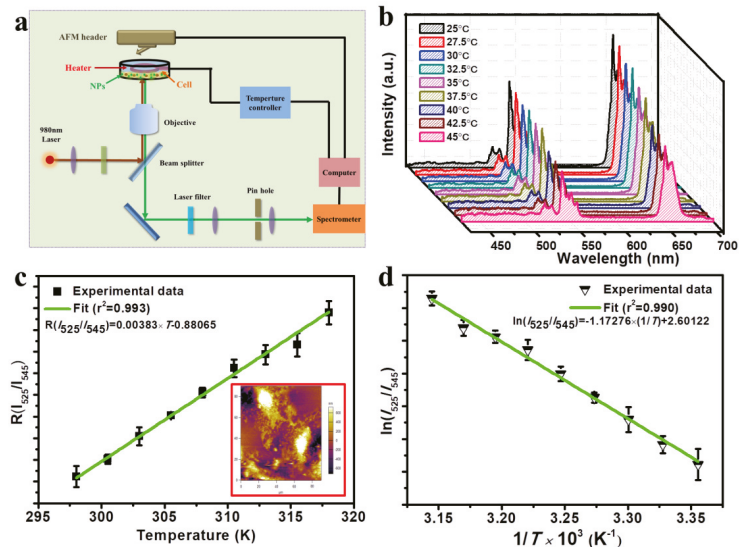 a
AFM header
Heater
NPs
Cell
Temperture
controller
Objective
980nm
Laser
Beam splitter
Computer
Laser filter
Pin hole
Spectrometer
b
Intensity (a.u.)
25°C
27.5°C
30°C
32.5°C
35°C
37.5°C
40°C
42.5°C
45°C
450 500 550 600 650 700
Wavelength (nm)
c
Experimental data
Fit (r²=0.993)
R(I525/I545)=0.00383×T-0.88065
R(I525/I545)
295 300 305 310 315 320
Temperature (K)
d
Experimental data
Fit (r²=0.990)
ln(I525/I545)=-1.17276×(1/T)+2.60122
ln(I525/I545)
3.15 3.20 3.25 3.30 3.35
1/T × 10³ (K⁻¹)